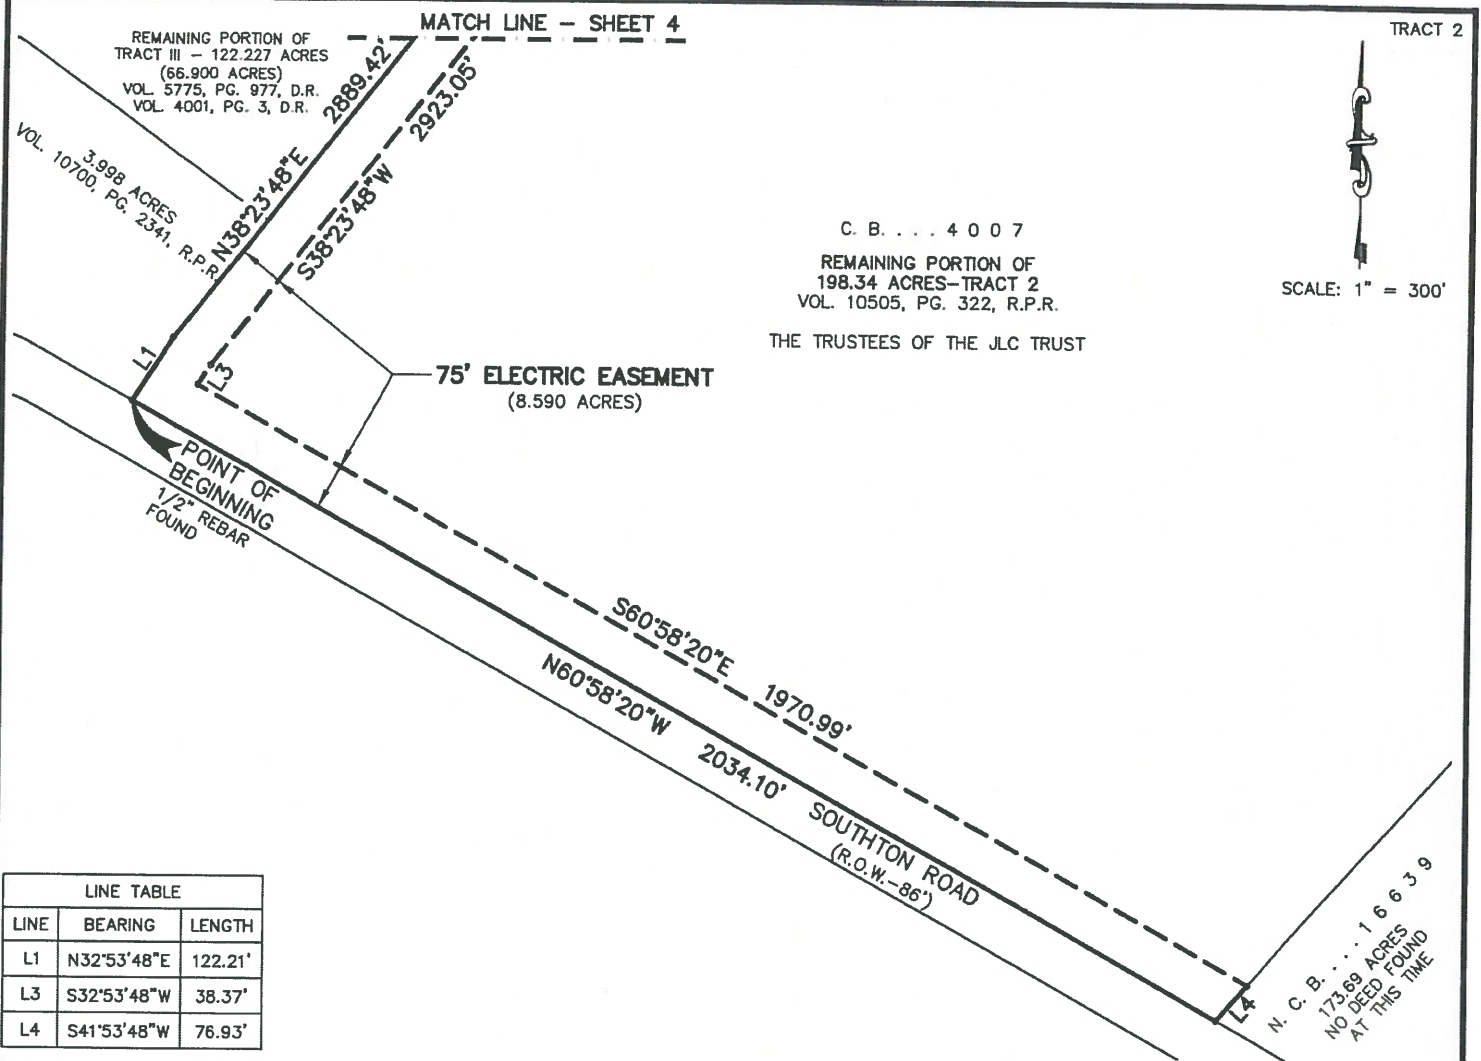 MATCH LINE - SHEET 4
TRACT 2
REMAINING PORTION OF
TRACT III - 122.227 ACRES
(66.900 ACRES)
VOL. 5775, PG. 977, D.R.
VOL. 4001, PG. 3, D.R.
3.998 ACRES
VOL. 10700, PG. 2341, R.P.R.
N38°23'48"E 2889.42'
S38°23'48"W 2923.05'
C. B. . . . 4 0 0 7
REMAINING PORTION OF
198.34 ACRES-TRACT 2
VOL. 10505, PG. 322, R.P.R.
THE TRUSTEES OF THE JLC TRUST
SCALE: 1" = 300'
L1
L3
75' ELECTRIC EASEMENT
(8.590 ACRES)
POINT OF
BEGINNING
1/2" REBAR
FOUND
S60°58'20"E 1970.99'
N60°58'20"W 2034.10'
SOUTHTON ROAD
(R.O.W.-86')
L4
N. C. B. . . . 1 6 6 3 9
173.69 ACRES
NO DEED FOUND
AT THIS TIME
LINE TABLE
LINE BEARING LENGTH
L1 N32°53'48"E 122.21'
L3 S32°53'48"W 38.37'
L4 S41°53'48"W 76.93'